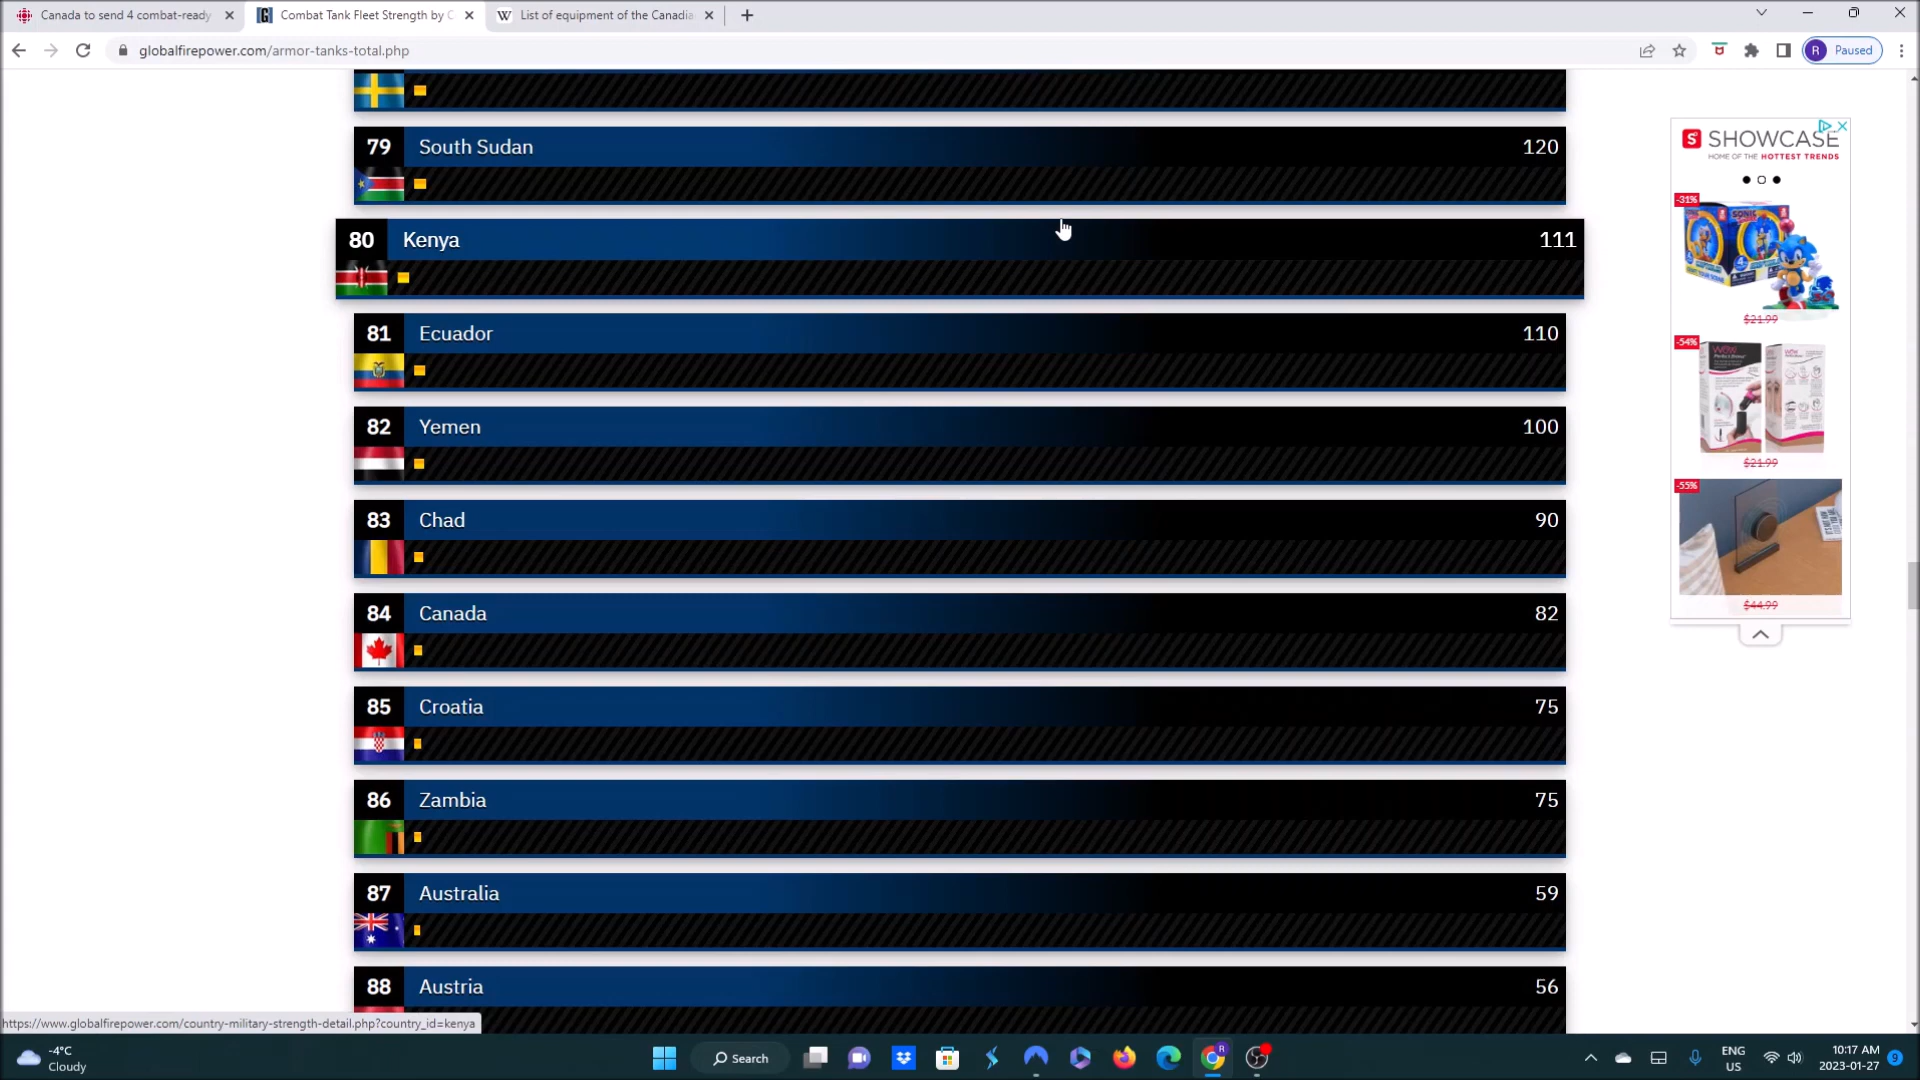 Canada to send 4 combat-ready
Combat Tank Fleet Strength by C
W List of equipment of the Canadia
globalfirepower.com/armor-tanks-total.php
R Paused
79 South Sudan 120
80 Kenya 111
81 Ecuador 110
82 Yemen 100
83 Chad 90
84 Canada 82
85 Croatia 75
86 Zambia 75
87 Australia 59
88 Austria 56
S SHOWCASE
HOME OF THE HOTTEST TRENDS
-31%
$21.99
-54%
$21.99
-55%
$44.99
https://www.globalfirepower.com/country-military-strength-detail.php?country_id=kenya
-4°C
Cloudy
Search
ENG
US
10:17 AM
2023-01-27
9